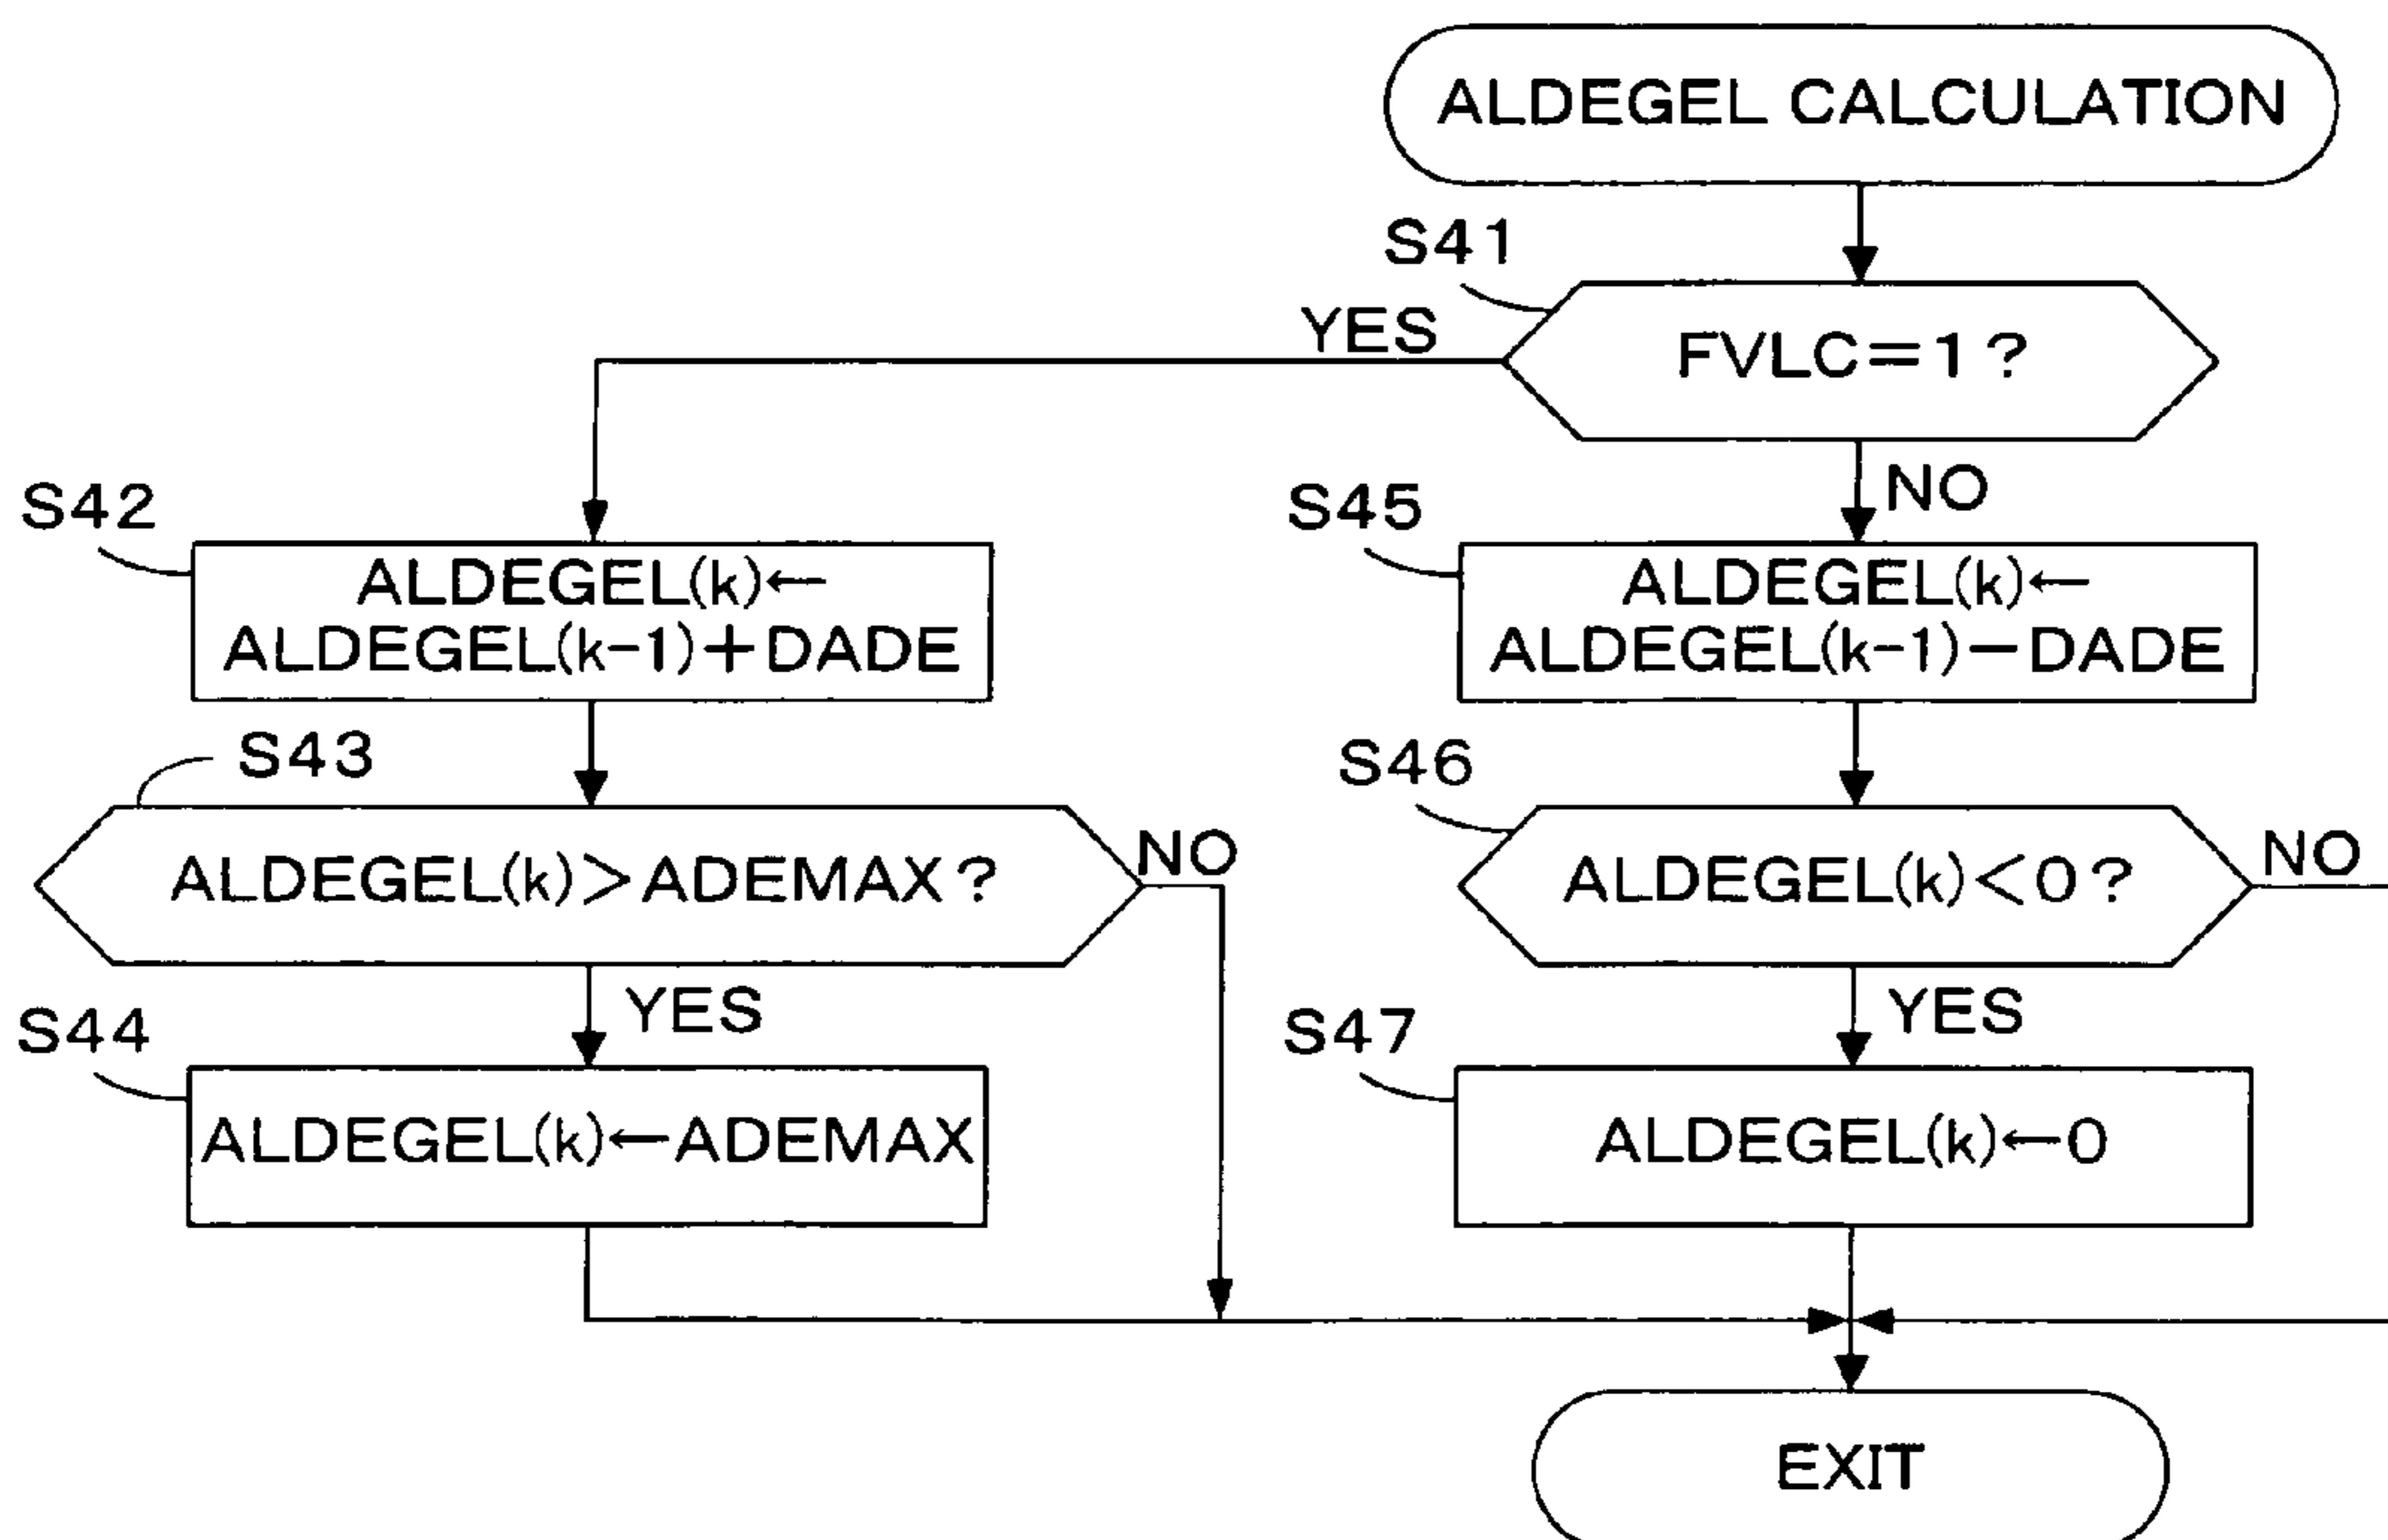 ALDEGEL CALCULATION
S41
FVLC=1?
YES
NO
S42
ALDEGEL(k)←
ALDEGEL(k-1)+DADE
S45
ALDEGEL(k)←
ALDEGEL(k-1)−DADE
S43
ALDEGEL(k)>ADEMAX?
NO
YES
S46
ALDEGEL(k)<0?
NO
YES
S44
ALDEGEL(k)←ADEMAX
S47
ALDEGEL(k)←0
EXIT